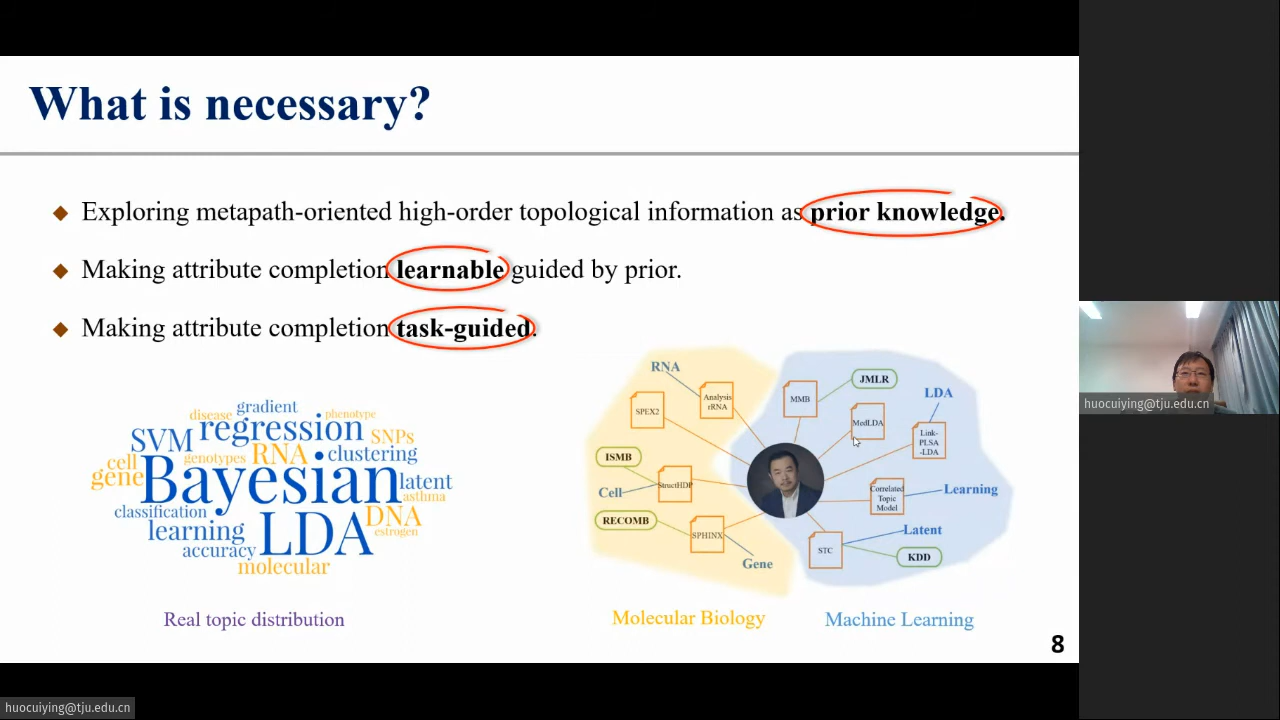 What is necessary?
Exploring metapath-oriented high-order topological information as prior knowledge.
Making attribute completion learnable guided by prior.
Making attribute completion task-guided.
gradient
disease
phenotype
SVM
regression
SNPs
cell
genotypes
RNA
clustering
gene
Bayesian
latent
asthma
classification
DNA
learning
LDA
estrogen
accuracy
molecular
Real topic distribution
RNA
SPEX2
Analysis
rRNA
ISMB
Cell
StructHDP
RECOMB
SPHINX
Gene
Molecular Biology
MMB
JMLR
MedLDA
LDA
Link-
PLSA
-LDA
Correlated
Topic
Model
Learning
Latent
STC
KDD
Machine Learning
8
huocuiying@tju.edu.cn
huocuiying@tju.edu.cn